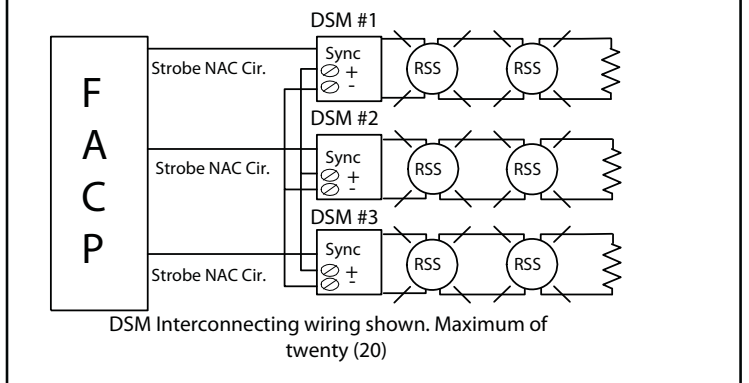 DSM #1
Sync
+
-
Strobe NAC Cir.
RSS
RSS
DSM #2
Sync
+
-
Strobe NAC Cir.
RSS
RSS
DSM #3
Sync
+
-
Strobe NAC Cir.
RSS
RSS
F
A
C
P
DSM Interconnecting wiring shown. Maximum of
twenty (20)